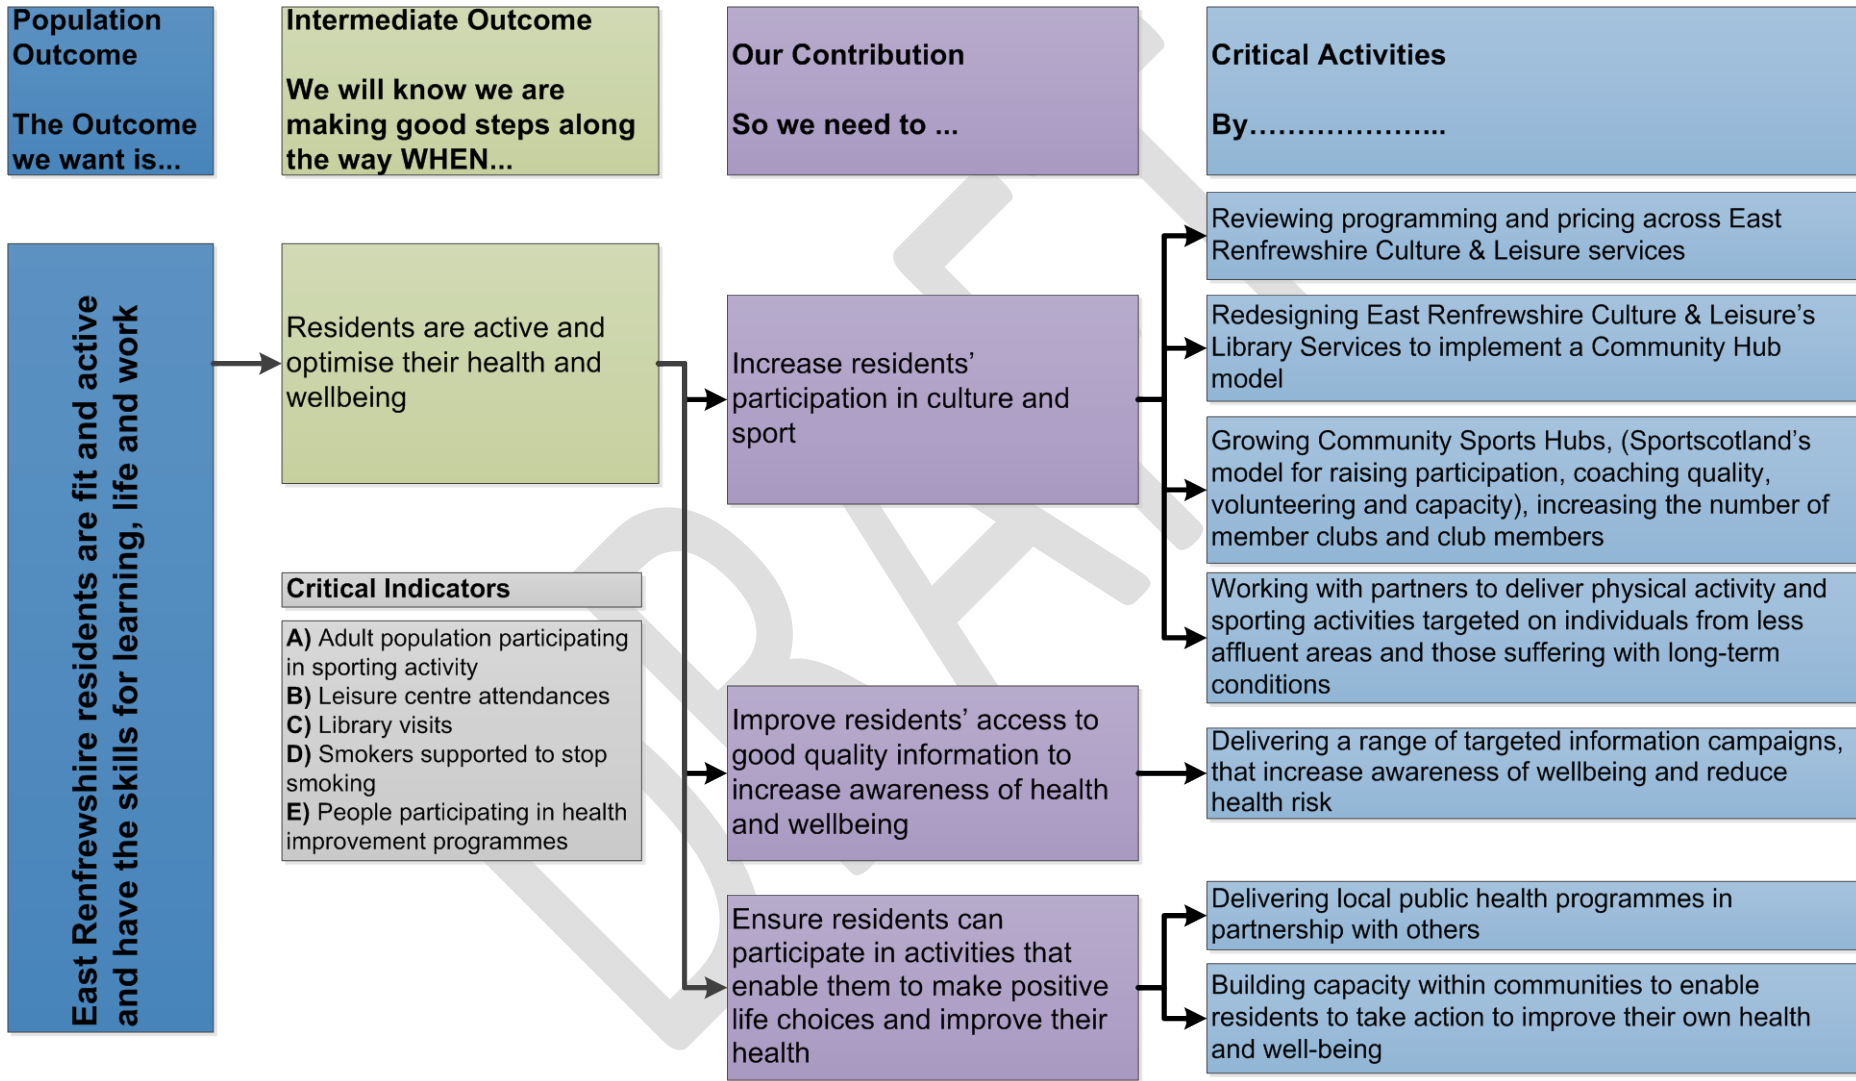 Population
Outcome
The Outcome
we want is...
Intermediate Outcome
We will know we are
making good steps along
the way WHEN...
Our Contribution
So we need to ...
Critical Activities
By…………………...
East Renfrewshire residents are fit and active
and have the skills for learning, life and work
Residents are active and
optimise their health and
wellbeing
Critical Indicators
A) Adult population participating
in sporting activity
B) Leisure centre attendances
C) Library visits
D) Smokers supported to stop
smoking
E) People participating in health
improvement programmes
Increase residents’
participation in culture and
sport
Improve residents’ access to
good quality information to
increase awareness of health
and wellbeing
Ensure residents can
participate in activities that
enable them to make positive
life choices and improve their
health
Reviewing programming and pricing across East
Renfrewshire Culture & Leisure services
Redesigning East Renfrewshire Culture & Leisure’s
Library Services to implement a Community Hub
model
Growing Community Sports Hubs, (Sportscotland’s
model for raising participation, coaching quality,
volunteering and capacity), increasing the number of
member clubs and club members
Working with partners to deliver physical activity and
sporting activities targeted on individuals from less
affluent areas and those suffering with long-term
conditions
Delivering a range of targeted information campaigns,
that increase awareness of wellbeing and reduce
health risk
Delivering local public health programmes in
partnership with others
Building capacity within communities to enable
residents to take action to improve their own health
and well-being
DRAFT